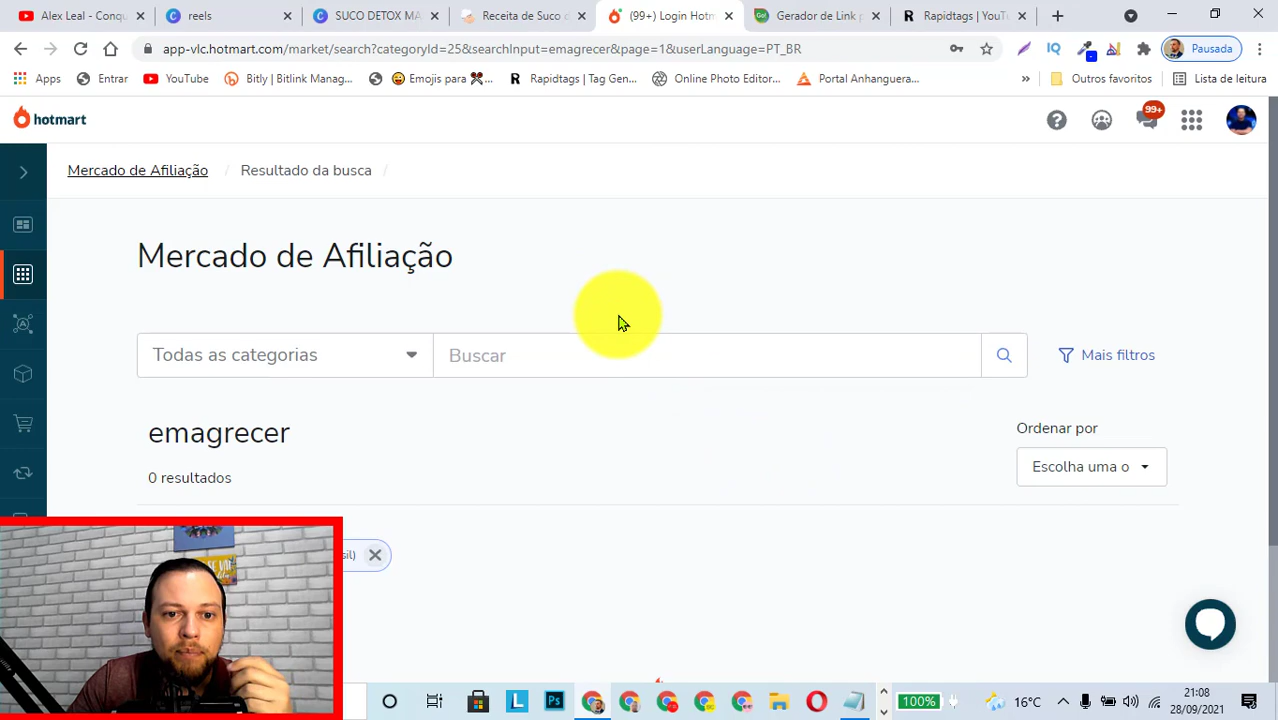 Alex Leal - Conqu
reels
SUCO DETOX MA
Receita de Suco d
(99+) Login Hotm
Gerador de Link p
Rapidtags | YouTu
app-vlc.hotmart.com/market/search?categoryId=25&searchInput=emagrecer&page=1&userLanguage=PT_BR
Pausada
Apps
Entrar
YouTube
Bitly | Bitlink Manag...
Emojis para
Rapidtags | Tag Gen...
Online Photo Editor...
Portal Anhanguera...
Outros favoritos
Lista de leitura
hotmart
99+
Mercado de Afiliação / Resultado da busca /
Mercado de Afiliação
Todas as categorias
Buscar
Mais filtros
emagrecer
Ordenar por
0 resultados
Escolha uma o
sil)
100%
16°C
21:08
28/09/2021